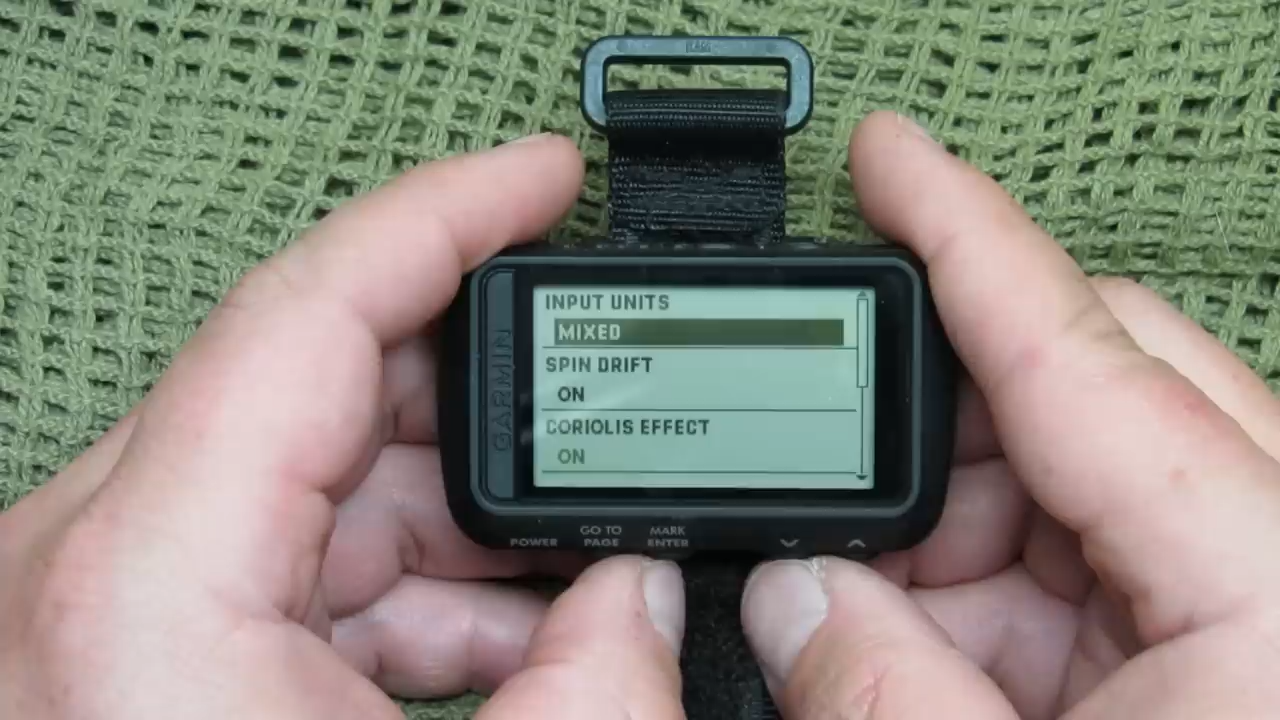 INPUT UNITS
MIXED
SPIN DRIFT
ON
CORIOLIS EFFECT
ON
GARMIN
POWER
GO TO
PAGE
MARK
ENTER